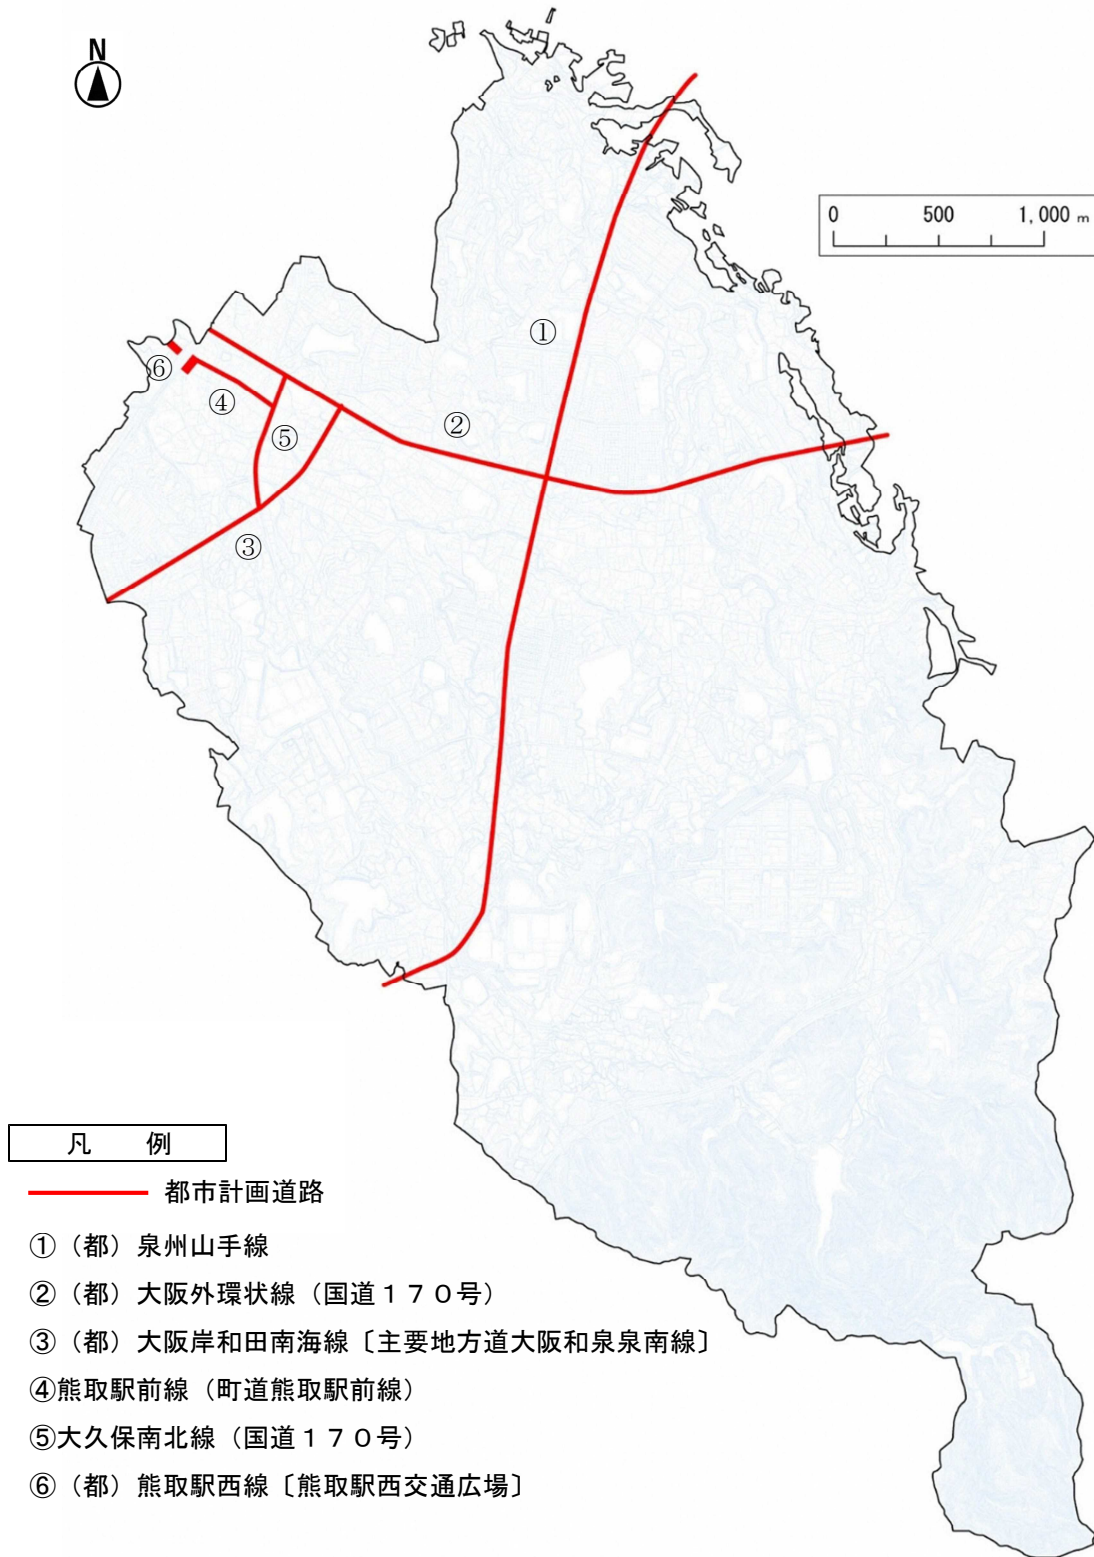 N
0 500 1,000 m
①
②
⑥
④
⑤
③
凡 例
都市計画道路
①（都）泉州山手線
②（都）大阪外環状線（国道１７０号）
③（都）大阪岸和田南海線〔主要地方道大阪和泉泉南線〕
④熊取駅前線（町道熊取駅前線）
⑤大久保南北線（国道１７０号）
⑥（都）熊取駅西線〔熊取駅西交通広場〕